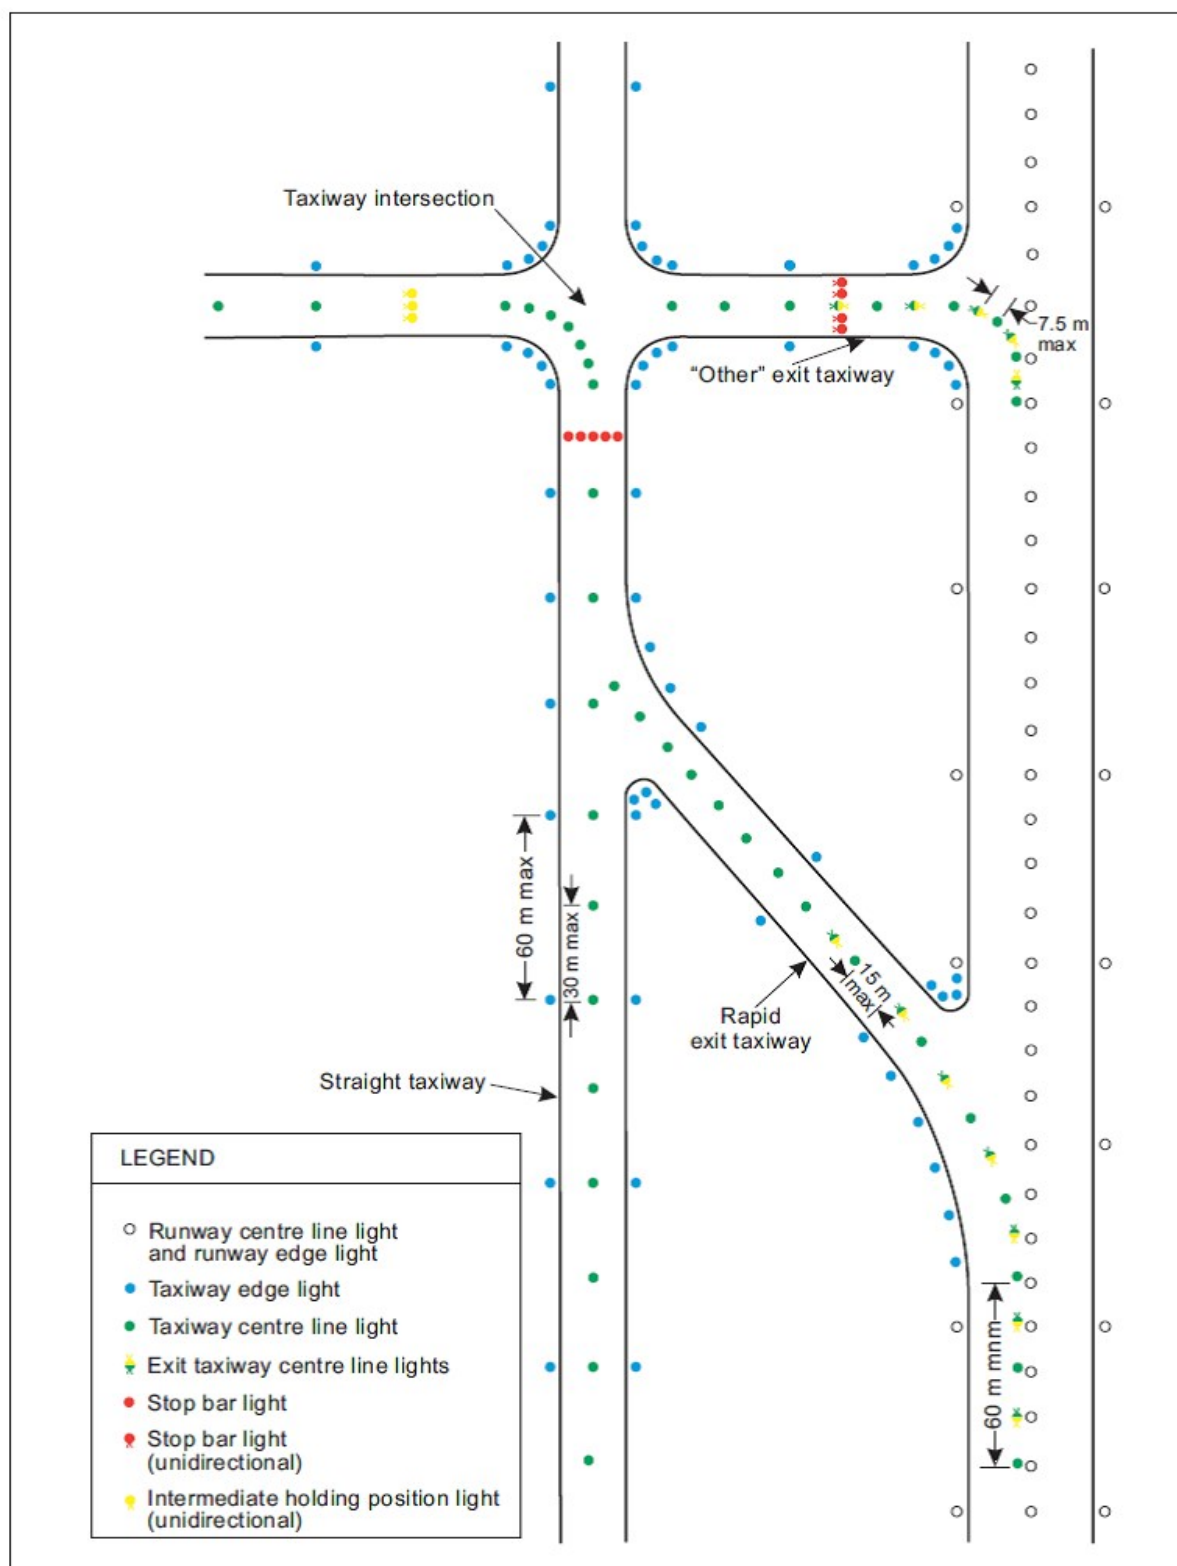 Taxiway intersection
7.5 m
max
“Other” exit taxiway
60 m max
30 m max
15 m
max
Rapid
exit taxiway
Straight taxiway
60 m mnm
LEGEND
Runway centre line light
and runway edge light
Taxiway edge light
Taxiway centre line light
Exit taxiway centre line lights
Stop bar light
Stop bar light
(unidirectional)
Intermediate holding position light
(unidirectional)